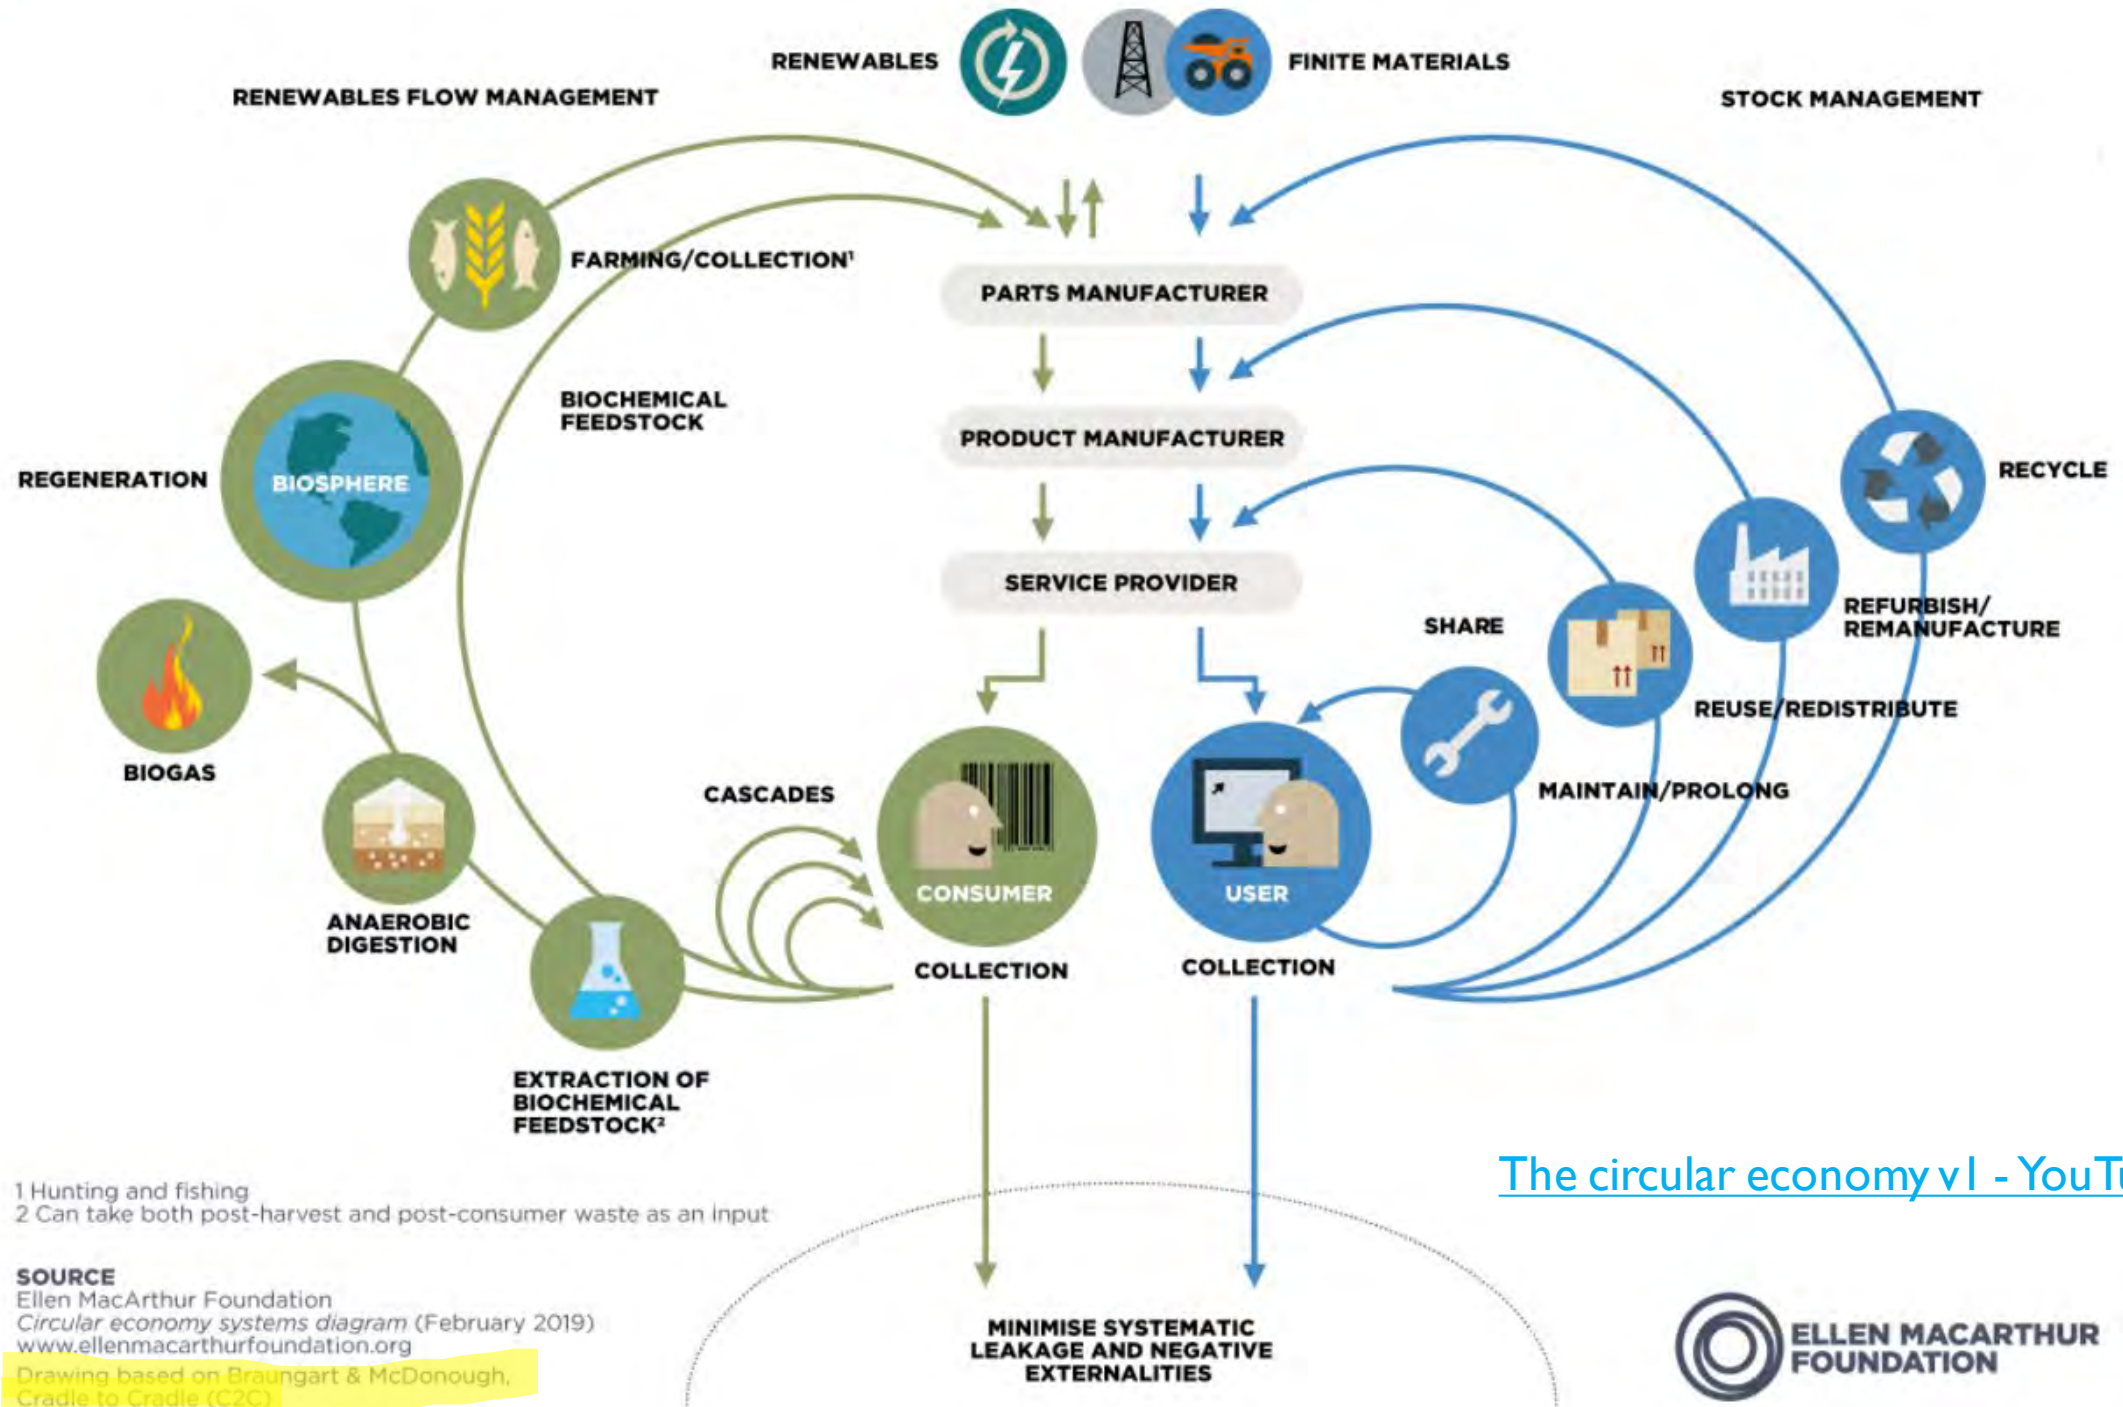 RENEWABLES
FINITE MATERIALS
RENEWABLES FLOW MANAGEMENT
STOCK MANAGEMENT
FARMING/COLLECTION¹
PARTS MANUFACTURER
BIOCHEMICAL
FEEDSTOCK
PRODUCT MANUFACTURER
REGENERATION
BIOSPHERE
RECYCLE
SERVICE PROVIDER
SHARE
REFURBISH/
REMANUFACTURE
REUSE/REDISTRIBUTE
BIOGAS
CASCADES
MAINTAIN/PROLONG
CONSUMER
USER
ANAEROBIC
DIGESTION
COLLECTION
COLLECTION
EXTRACTION OF
BIOCHEMICAL
FEEDSTOCK²
The circular economy v1 - YouTu
1 Hunting and fishing
2 Can take both post-harvest and post-consumer waste as an input
SOURCE
Ellen MacArthur Foundation
Circular economy systems diagram (February 2019)
www.ellenmacarthurfoundation.org
Drawing based on Braungart & McDonough,
Cradle to Cradle (C2C)
MINIMISE SYSTEMATIC
LEAKAGE AND NEGATIVE
EXTERNALITIES
ELLEN MACARTHUR
FOUNDATION